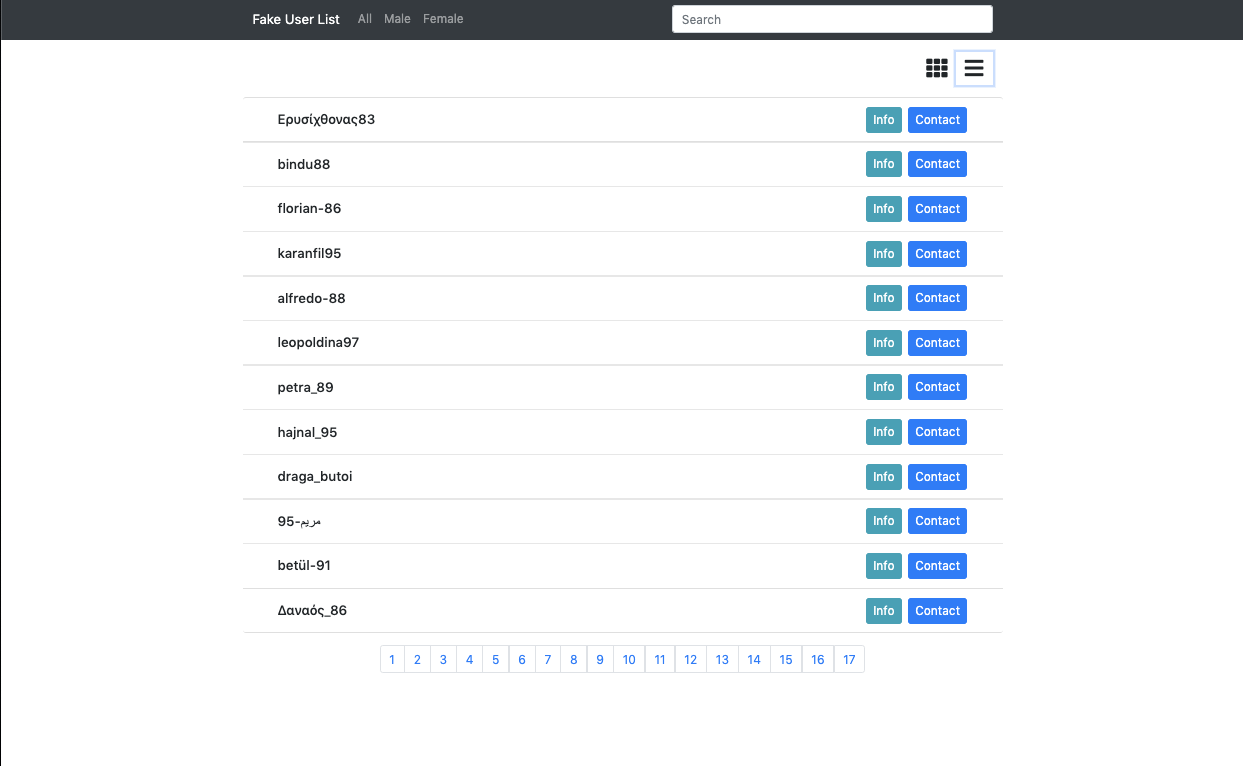 Fake User List All Male Female Search
Ερυσίχθονας83 Info Contact
bindu88 Info Contact
florian-86 Info Contact
karanfil95 Info Contact
alfredo-88 Info Contact
leopoldina97 Info Contact
petra_89 Info Contact
hajnal_95 Info Contact
draga_butoi Info Contact
مريم-95 Info Contact
betül-91 Info Contact
Δαναός_86 Info Contact
1 2 3 4 5 6 7 8 9 10 11 12 13 14 15 16 17